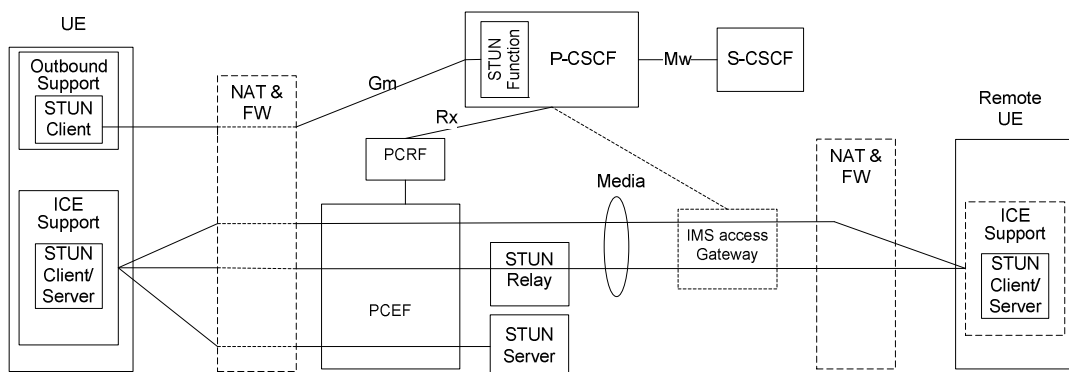 UE
Outbound
Support
STUN
Client
NAT &
FW
Gm
STUN
Function
P-CSCF
Mw
S-CSCF
Rx
PCRF
Remote
UE
NAT &
FW
Media
ICE
Support
STUN
Client/
Server
PCEF
STUN
Relay
STUN
Server
IMS access
Gateway
ICE
Support
STUN
Client/
Server